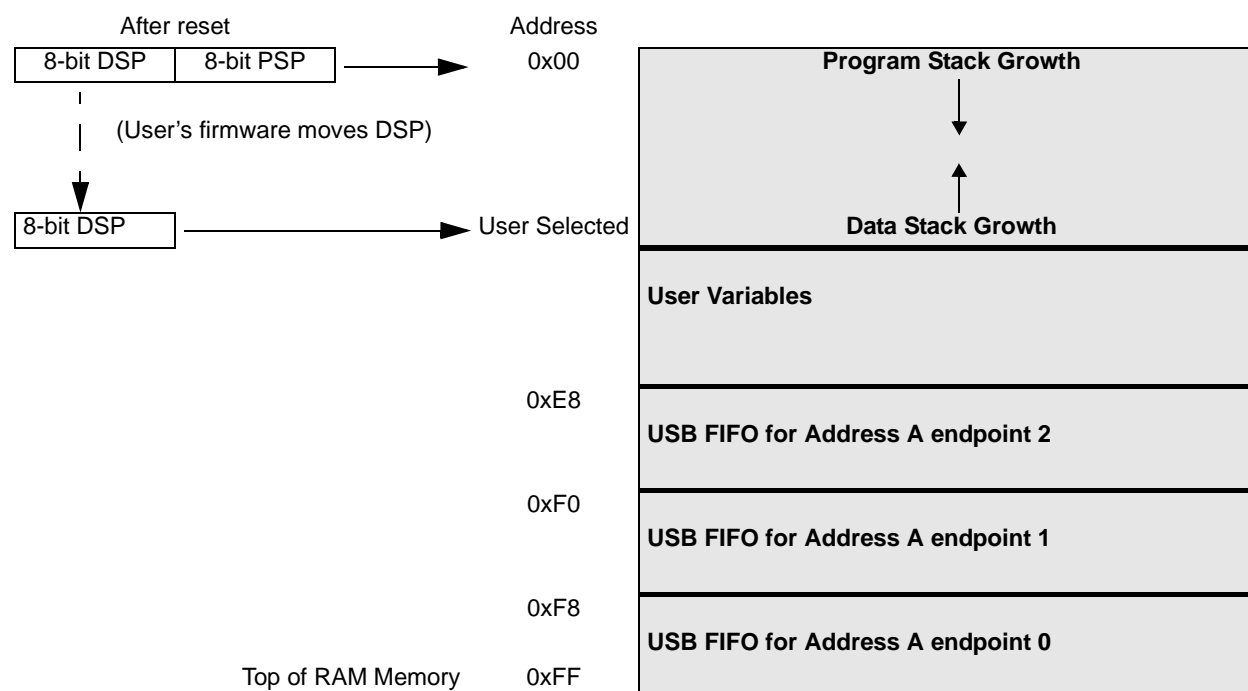 After reset Address
8-bit DSP 8-bit PSP 0x00 Program Stack Growth
(User's firmware moves DSP)
8-bit DSP User Selected Data Stack Growth
User Variables
0xE8
USB FIFO for Address A endpoint 2
0xF0
USB FIFO for Address A endpoint 1
0xF8
USB FIFO for Address A endpoint 0
Top of RAM Memory 0xFF